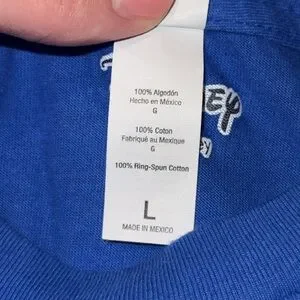 100% Algodón
Hecho en México
G
100% Coton
Fabriqué au Mexique
G
100% Ring-Spun Cotton
L
MADE IN MEXICO